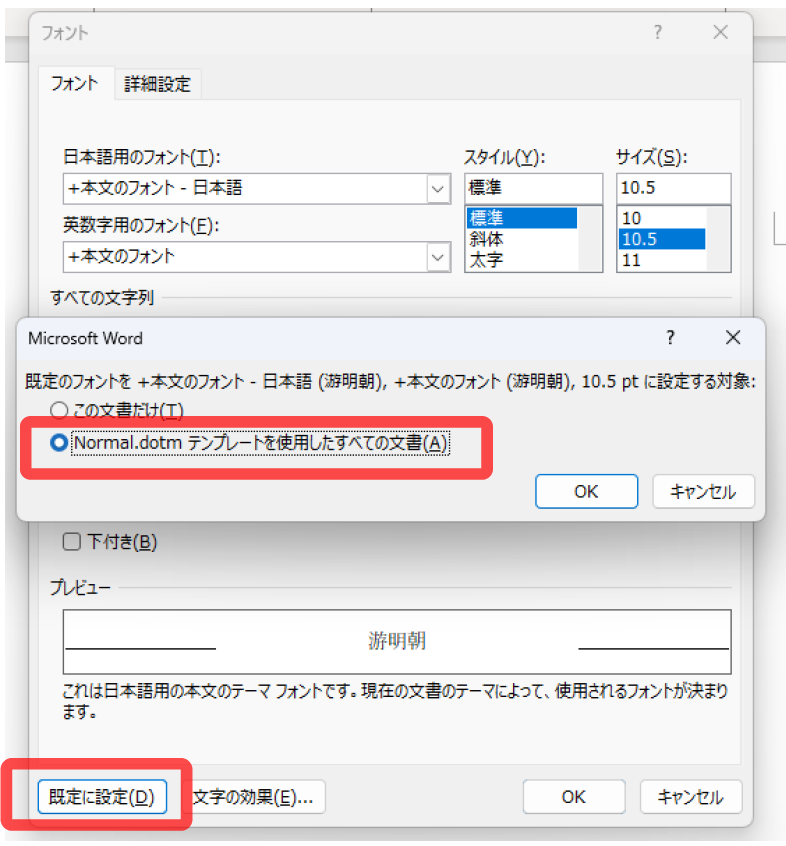 フォント ?
フォント 詳細設定
日本語用のフォント(T): スタイル(Y): サイズ(S):
+本文のフォント - 日本語 標準 10.5
標準 10
英数字用のフォント(F): 斜体 10.5
+本文のフォント 太字 11
すべての文字列
Microsoft Word ?
既定のフォントを +本文のフォント - 日本語 (游明朝), +本文のフォント (游明朝), 10.5 pt に設定する対象:
この文書だけ(T)
Normal.dotm テンプレートを使用したすべての文書(A)
OK キャンセル
下付き(B)
プレビュー
游明朝
これは日本語用の本文のテーマ フォントです。現在の文書のテーマによって、使用されるフォントが決まり
ます。
既定に設定(D) 文字の効果(E)... OK キャンセル